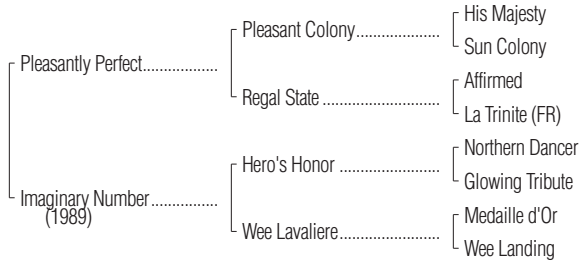 His Majesty
Pleasant Colony...................
Sun Colony
Pleasantly Perfect.................
Affirmed
Regal State ...........................
La Trinite (FR)
Northern Dancer
Hero's Honor .......................
Glowing Tribute
Imaginary Number...............
(1989)
Medaille d'Or
Wee Lavaliere.......................
Wee Landing